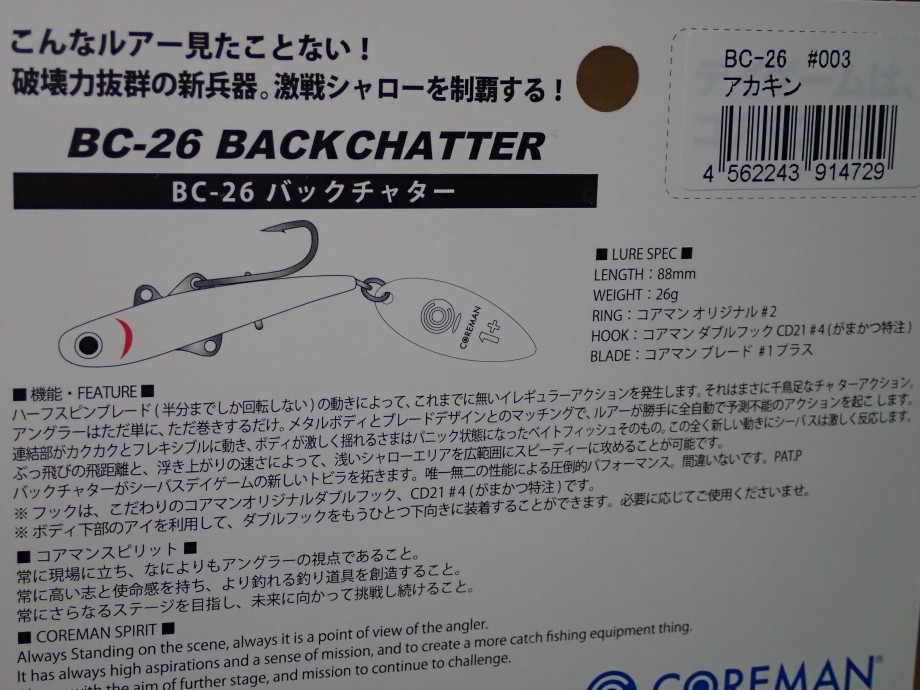 こんなルアー見たことない！
破壊力抜群の新兵器。激戦シャローを制覇する！
BC-26 #003
アカキン
4 562243 914729
BC-26 BACKCHATTER
BC-26 バックチャター
COREMAN
1+
■ LURE SPEC ■
LENGTH：88mm
WEIGHT：26g
RING：コアマン オリジナル #2
HOOK：コアマン ダブルフック CD21 #4 (がまかつ特注)
BLADE：コアマン ブレード #1プラス
■ 機能・FEATURE ■
ハーフスピンブレード (半分までしか回転しない) の動きによって、これまでに無いイレギュラーアクションを発生します。それはまさに千鳥足なチャターアクション。
アングラーはただ単に、ただ巻きするだけ。メタルボディとブレードデザインとのマッチングで、ルアーが勝手に全自動で予測不能のアクションを起こします。
連結部がカクカクとフレキシブルに動き、ボディが激しく揺れるさまはパニック状態になったベイトフィッシュそのもの。この全く新しい動きにシーバスは激しく反応します。
ぶっ飛びの飛距離と、浮き上がりの速さによって、浅いシャローエリアを広範囲にスピーディーに攻めることが可能です。
バックチャターがシーバスデイゲームの新しいトビラを拓きます。唯一無二の性能による圧倒的パフォーマンス。間違いないです。PAT.P
※ フックは、こだわりのコアマンオリジナルダブルフック、CD21 #4 (がまかつ特注) です。
※ ボディ下部のアイを利用して、ダブルフックをもうひとつ下向きに装着することができます。必要に応じてご使用くださいませ。
■ コアマンスピリット ■
常に現場に立ち、なによりもアングラーの視点であること。
常に高い志と使命感を持ち、より釣れる釣り道具を創造すること。
常にさらなるステージを目指し、未来に向かって挑戦し続けること。
■ COREMAN SPIRIT ■
Always Standing on the scene, always it is a point of view of the angler.
It has always high aspirations and a sense of mission, and to create a more catch fishing equipment thing.
with the aim of further stage, and mission to continue to challenge.
COREMAN®